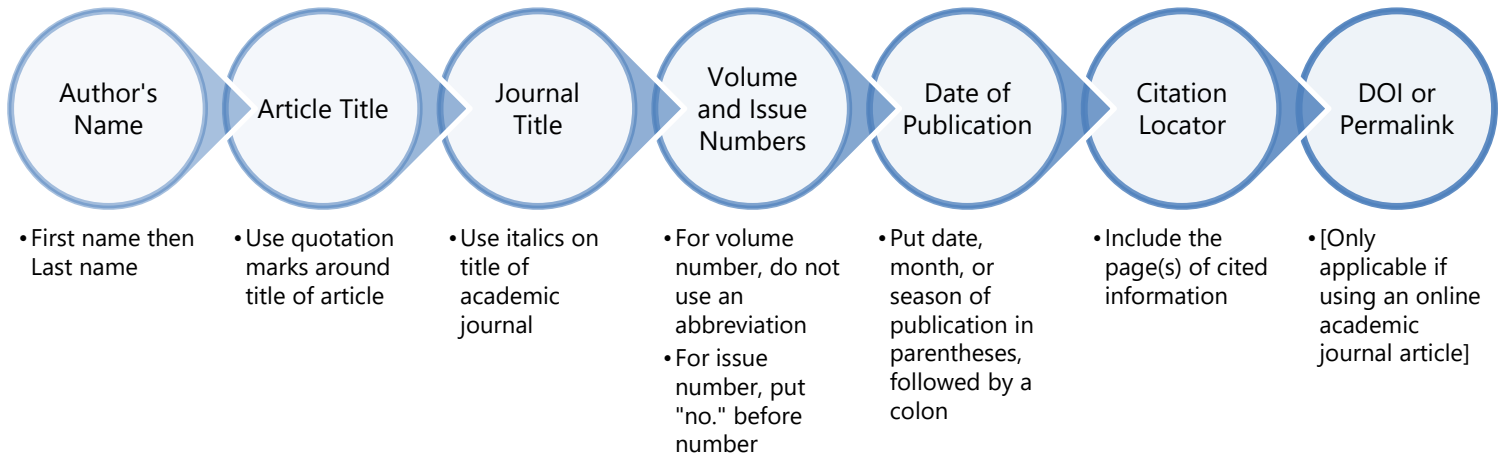 Author's
Name
Article Title
Journal
Title
Volume
and Issue
Numbers
Date of
Publication
Citation
Locator
DOI or
Permalink
•First name then
Last name
•Use quotation
marks around
title of article
•Use italics on
title of
academic
journal
•For volume
number, do not
use an
abbreviation
•For issue
number, put
"no." before
number
•Put date,
month, or
season of
publication in
parentheses,
followed by a
colon
•Include the
page(s) of cited
information
•[Only
applicable if
using an online
academic
journal article]